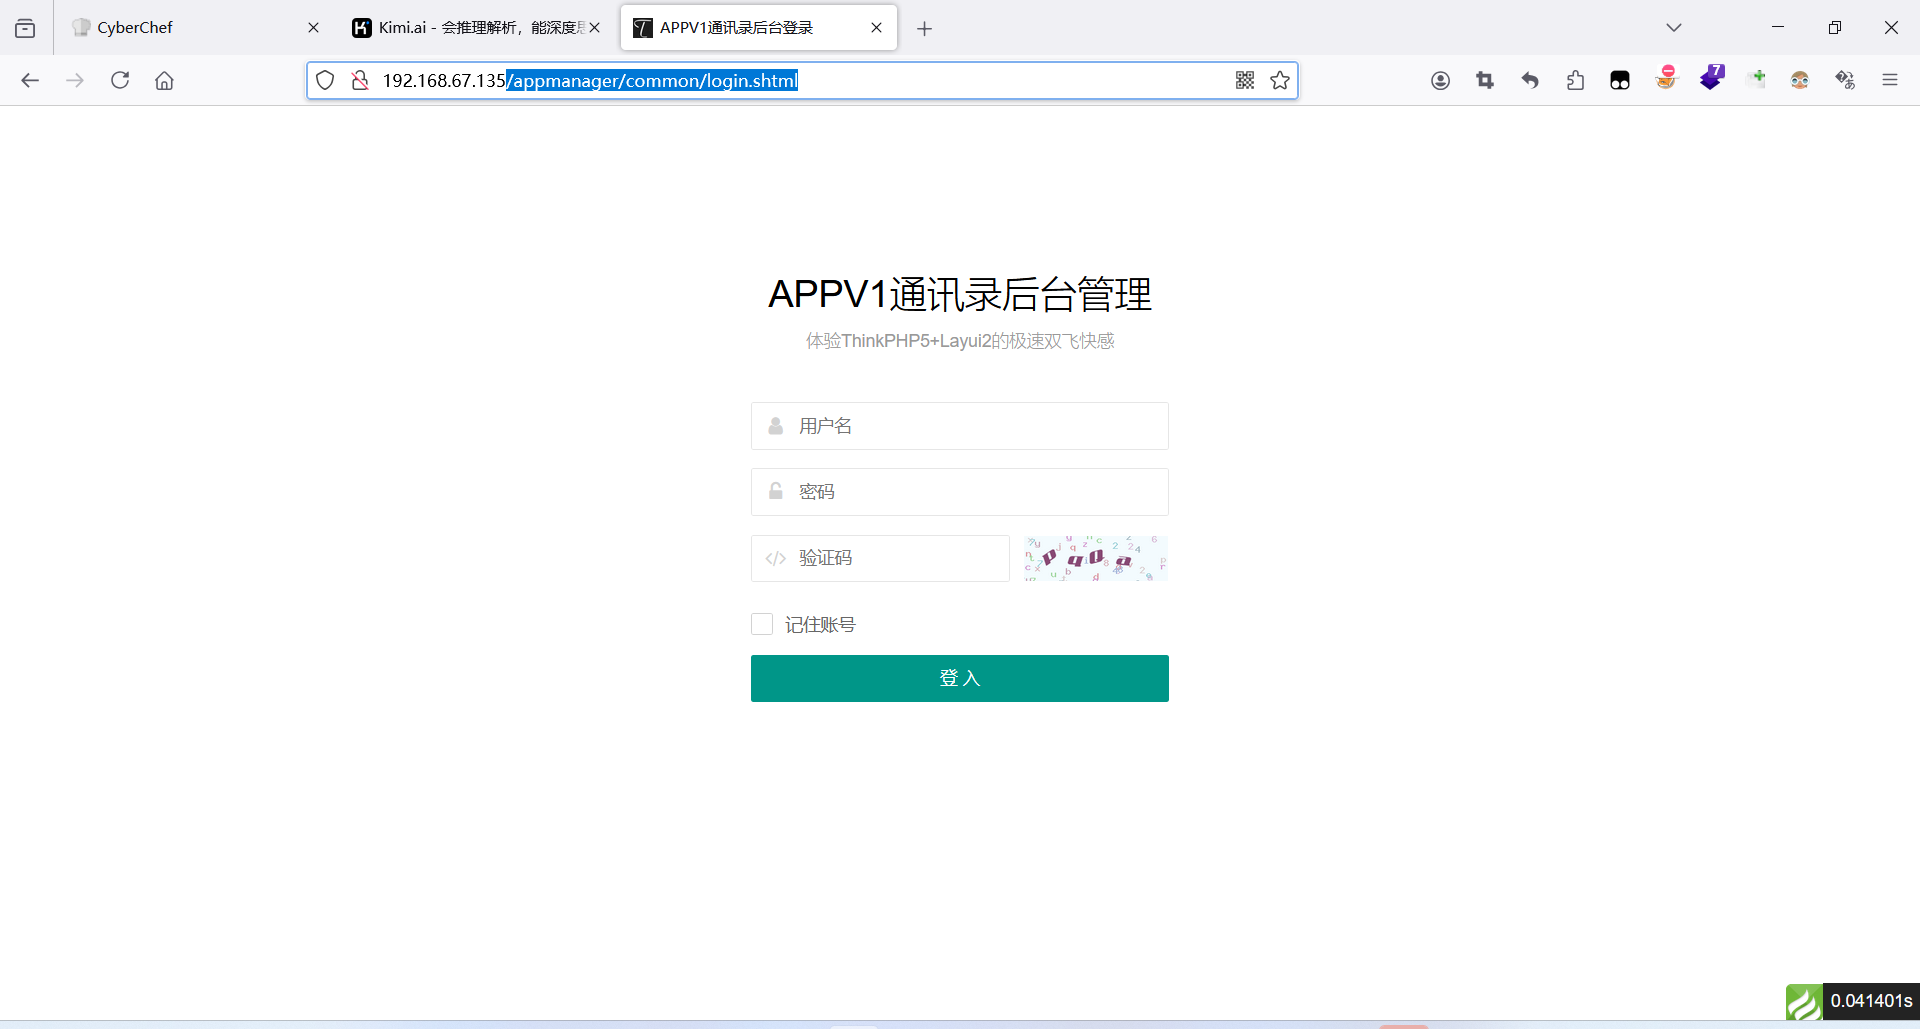 CyberChef
Kimi.ai - 会推理解析，能深度思
APPV1通讯录后台登录
192.168.67.135/appmanager/common/login.shtml
7
APPV1通讯录后台管理
体验ThinkPHP5+Layui2的极速双飞快感
用户名
密码
验证码
记住账号
登 入
0.041401s